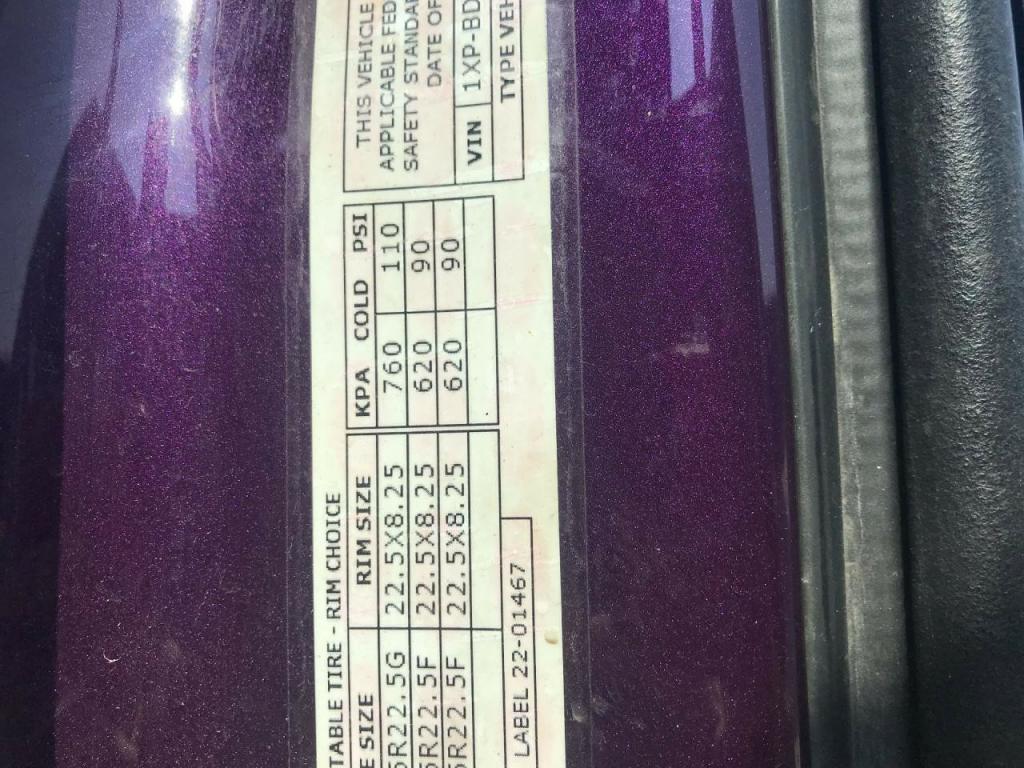 TABLE TIRE - RIM CHOICE
E SIZE RIM SIZE KPA COLD PSI
5R22.5G 22.5X8.25 760 110
5R22.5F 22.5X8.25 620 90
5R22.5F 22.5X8.25 620 90
LABEL 22-01467
THIS VEHICLE
APPLICABLE FED
SAFETY STANDA
DATE OF
VIN 1XP-BD
TYPE VEH